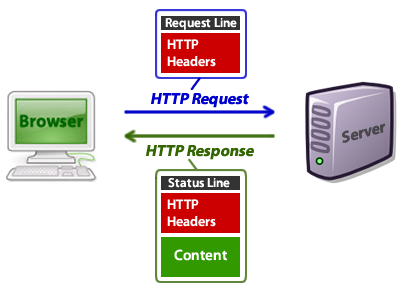 Request Line
HTTP
Headers
HTTP Request
Browser
Server
HTTP Response
Status Line
HTTP
Headers
Content